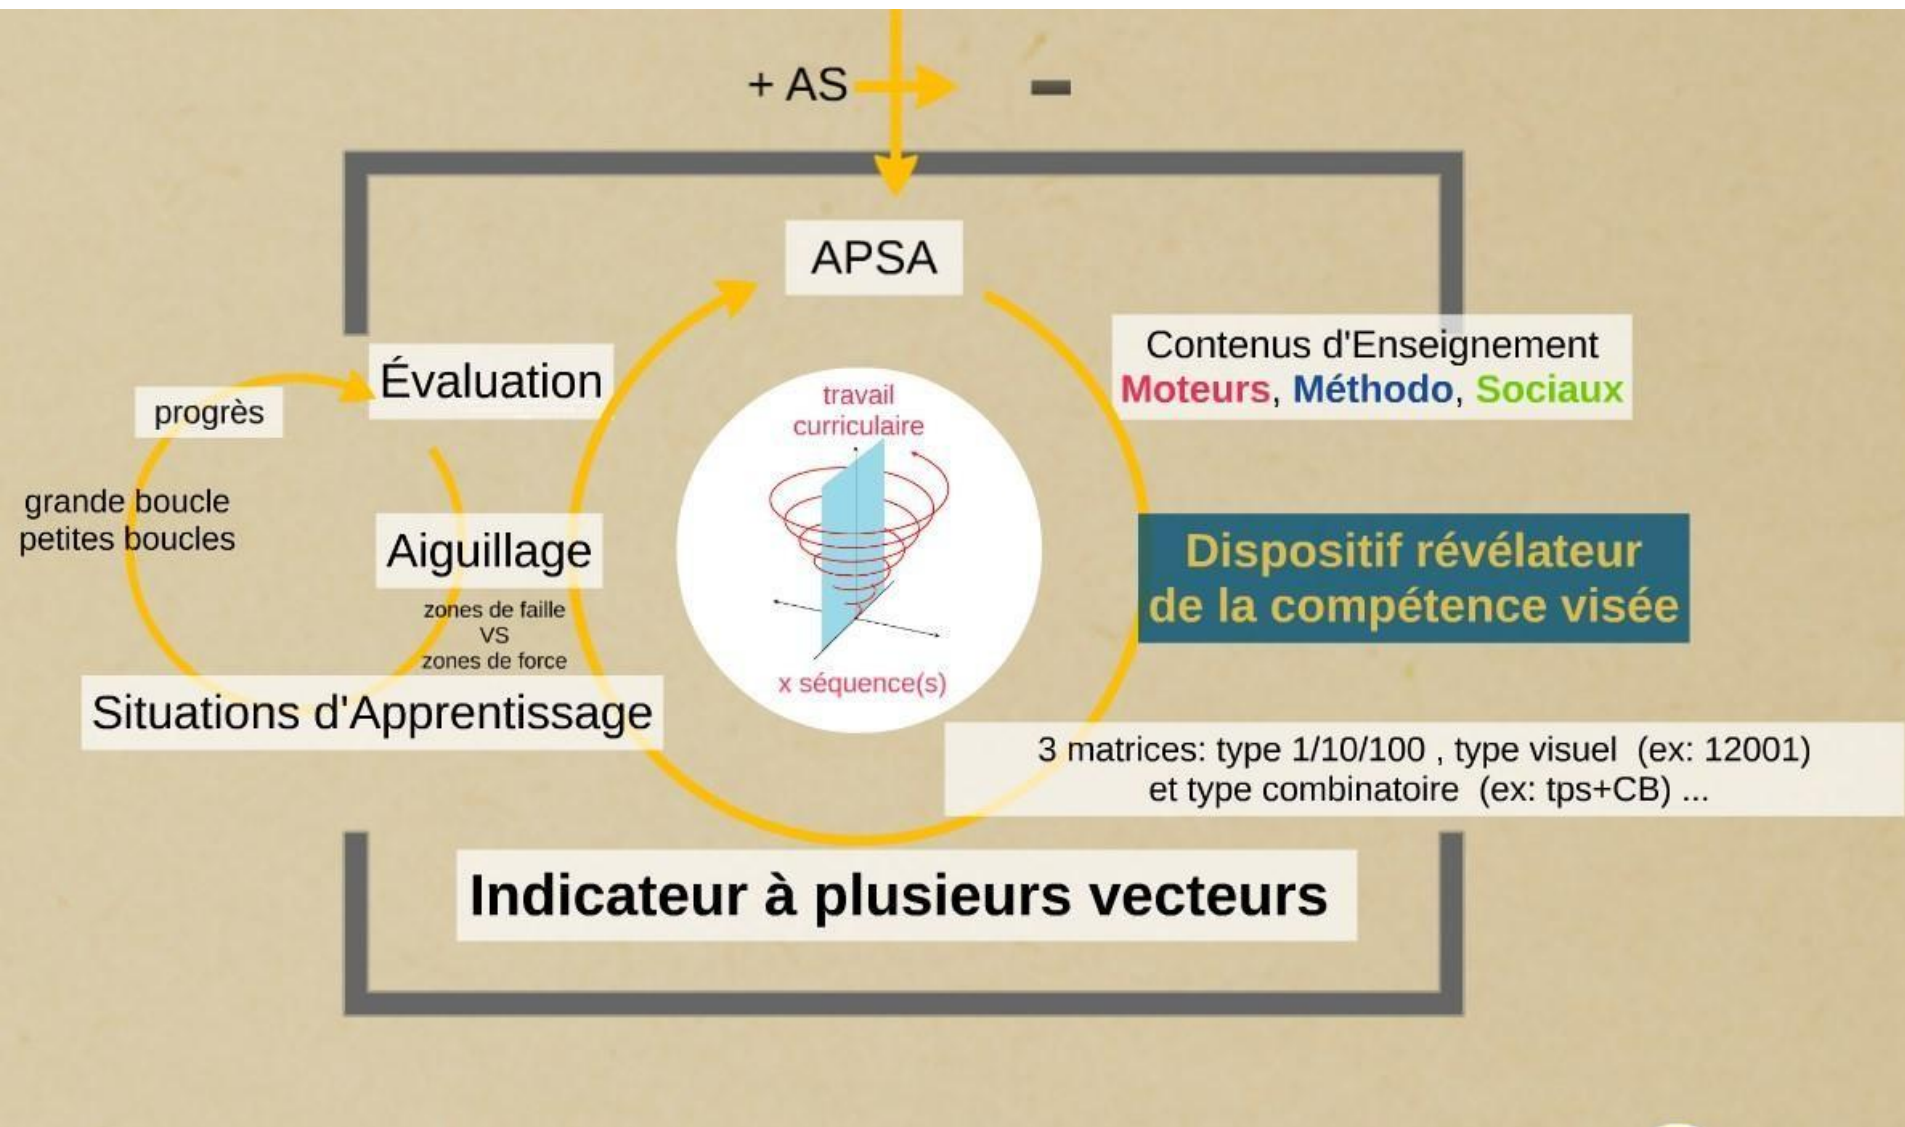 + AS
APSA
Contenus d'Enseignement
Moteurs, Méthodo, Sociaux
Dispositif révélateur
de la compétence visée
3 matrices: type 1/10/100 , type visuel (ex: 12001)
et type combinatoire (ex: tps+CB) ...
Indicateur à plusieurs vecteurs
Situations d'Apprentissage
Aiguillage
zones de faille
VS
zones de force
Évaluation
progrès
grande boucle
petites boucles
travail
curriculaire
x séquence(s)